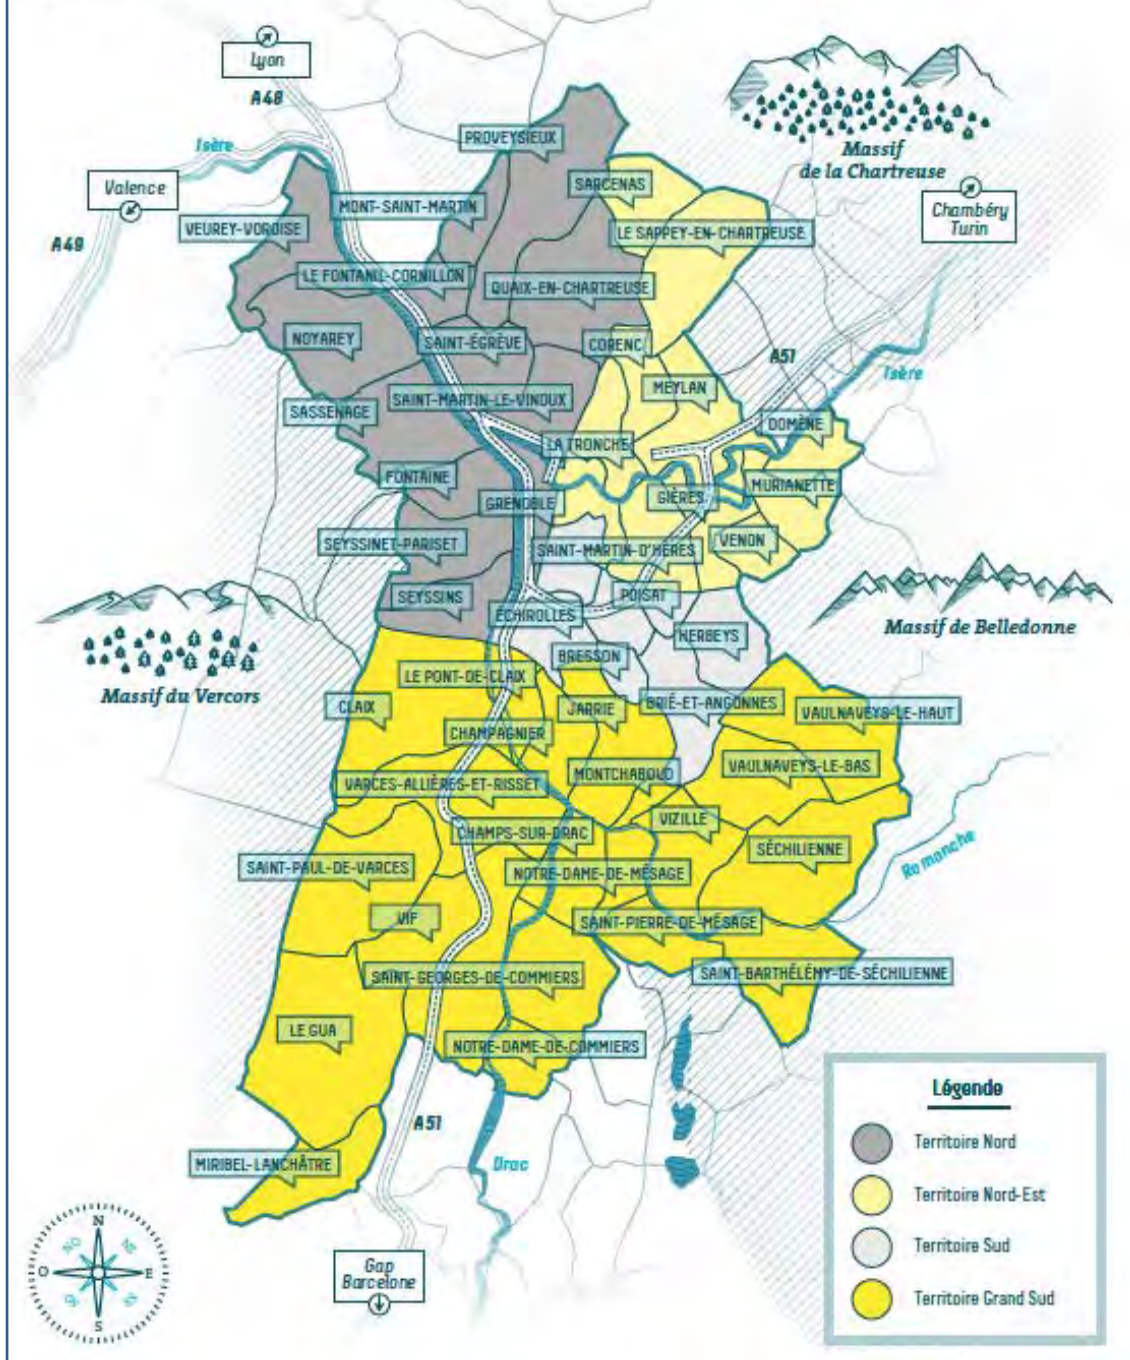 Lyon
A48
PROVEYSIEUX
Isère
Massif
de la Chartreuse
Valence
SARCENAS
Chambéry
Turin
MONT-SAINT-MARTIN
VEUREY-VOROISE
LE SAPPEY-EN-CHARTREUSE
A49
LE FONTANIL-CORNILLON
QUAIX-EN-CHARTREUSE
NOYAREY
SAINT-ÉGRÈVE
CORENC
A51
Isère
MEYLAN
SAINT-MARTIN-LE-VINOUX
SASSENAGE
DOMÈNE
LA TRONCHE
FONTAINE
MURIANETTE
GRENOBLE
GIÈRES
SEYSSINET-PARISET
SAINT-MARTIN-D'HÈRES
VENON
SEYSSINS
POISAT
ÉCHIROLLES
HERBEYS
Massif de Belledonne
BRESSON
LE PONT-DE-CLAIX
Massif du Vercors
CLAIX
JARRIE
BRIÉ-ET-ANGONNES
VAULNAVEYS-LE-HAUT
CHAMPAGNIER
MONTCHABOUD
VAULNAVEYS-LE-BAS
VARCES-ALLIÈRES-ET-RISSET
VIZILLE
CHAMPS-SUR-DRAC
SÉCHILIENNE
Romanche
SAINT-PAUL-DE-VARCES
NOTRE-DAME-DE-MÉSAGE
VIF
SAINT-PIERRE-DE-MÉSAGE
SAINT-GEORGES-DE-COMMIERS
SAINT-BARTHÉLÉMY-DE-SÉCHILIENNE
LE GUA
NOTRE-DAME-DE-COMMIERS
A51
MIRIBEL-LANCHÂTRE
Drac
Gap
Barcelone
N
NO
NE
O
E
SO
SE
S
Légende
Territoire Nord
Territoire Nord-Est
Territoire Sud
Territoire Grand Sud